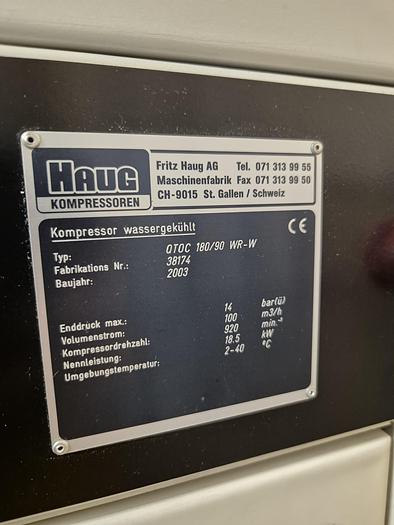 HAUG
KOMPRESSOREN
Fritz Haug AG Tel. 071 313 99 55
Maschinenfabrik Fax 071 313 99 50
CH-9015 St. Gallen / Schweiz
Kompressor wassergekühlt CE
Typ: QTOC 180/90 WR-W
Fabrikations Nr.: 38174
Baujahr: 2003
Enddruck max.: 14 bar(ü)
Volumenstrom: 100 m3/h
Kompressordrehzahl: 920 min.⁻¹
Nennleistung: 18.5 kW
Umgebungstemperatur: 2-40 °C